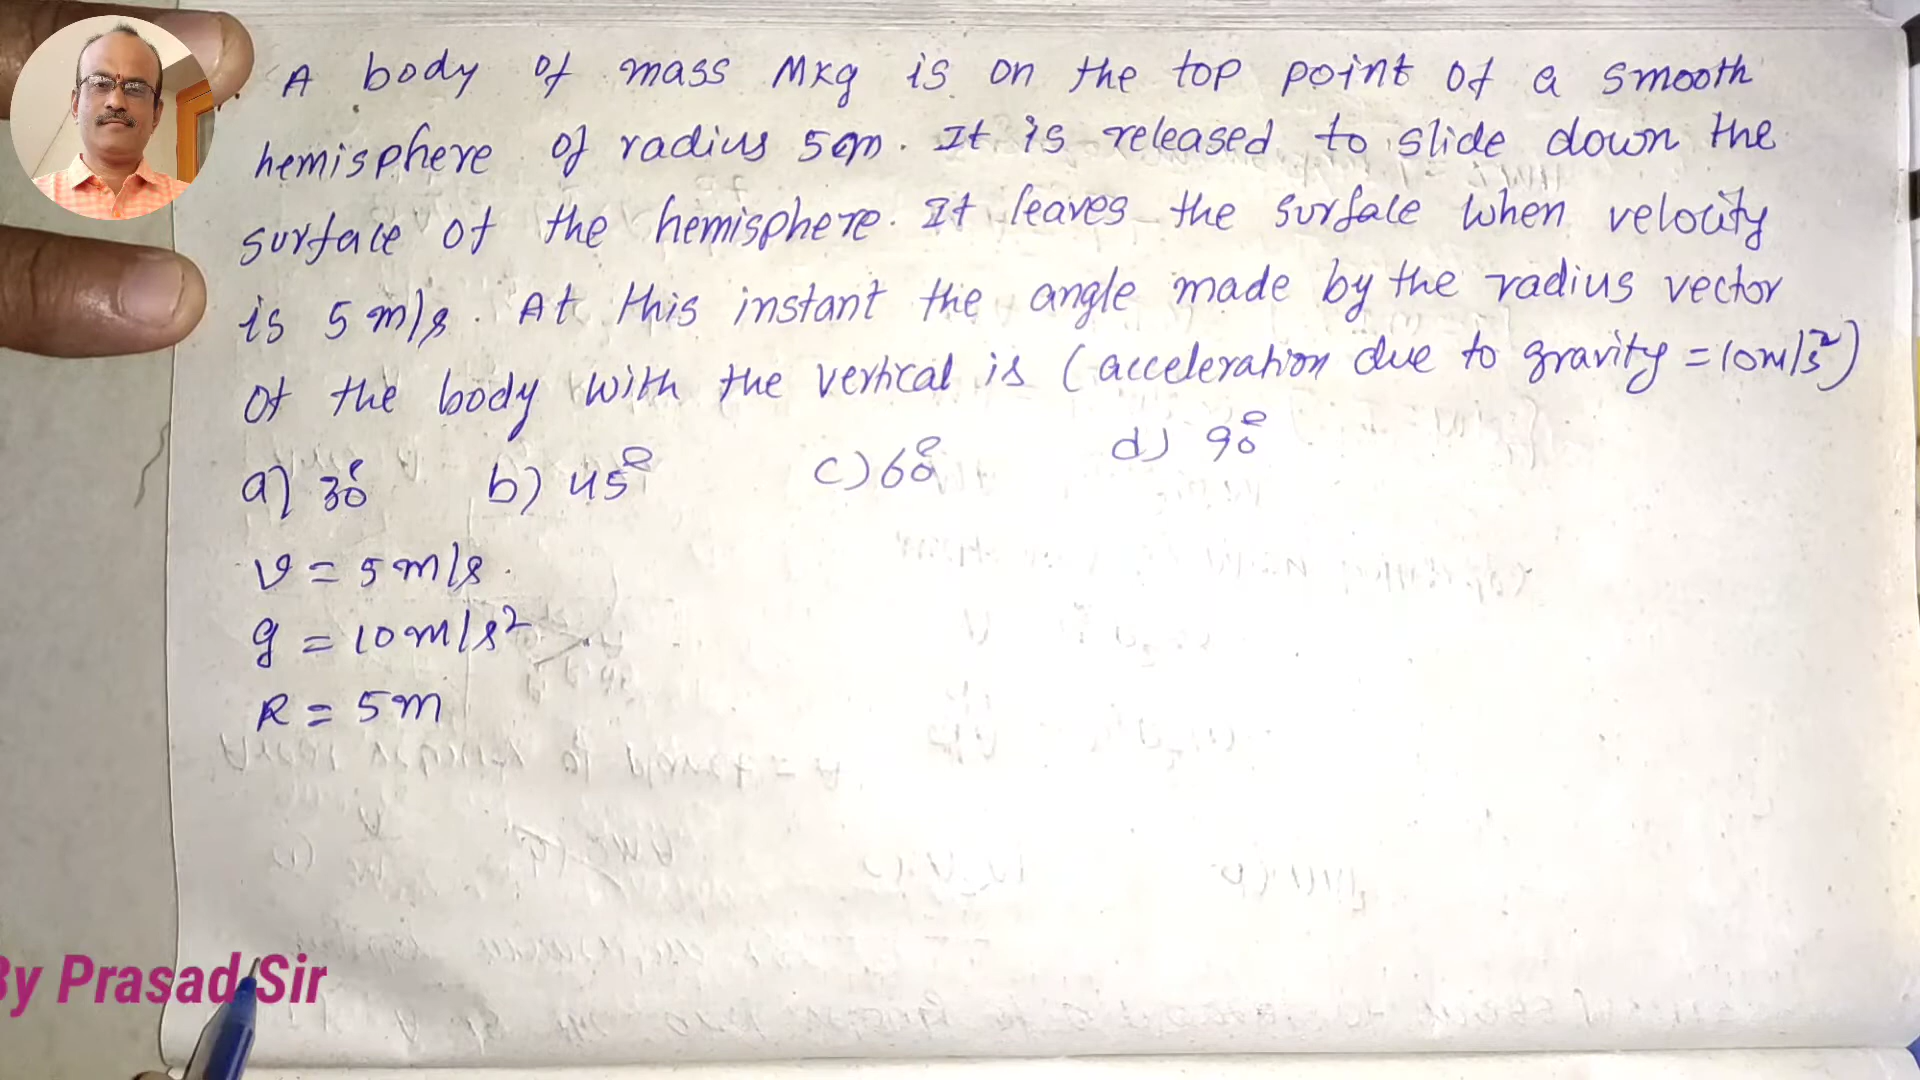 A body of mass MKg is on the top point of a smooth
hemisphere of radius 5m. It is released to slide down the
surface of the hemisphere. It leaves the surface when velocity
is 5 m/s. At this instant the angle made by the radius vector
of the body with the vertical is (acceleration due to gravity = 10m/s²)
a) 30° b) 45° c) 60° d) 90°
v = 5m/s.
g = 10m/s²
R = 5m
By Prasad Sir